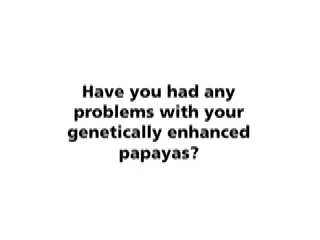 Have you had any
problems with your
genetically enhanced
papayas?